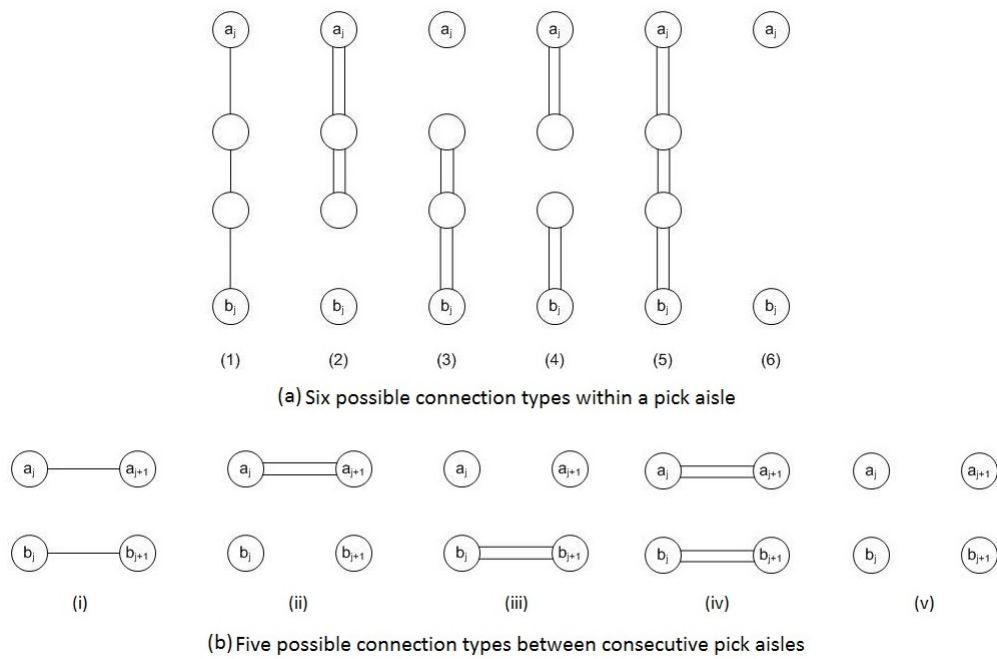 aj aj aj aj aj aj
bj bj bj bj bj bj
(1) (2) (3) (4) (5) (6)
(a) Six possible connection types within a pick aisle
aj aj+1 aj aj+1 aj aj+1 aj aj+1 aj aj+1
bj bj+1 bj bj+1 bj bj+1 bj bj+1 bj bj+1
(i) (ii) (iii) (iv) (v)
(b) Five possible connection types between consecutive pick aisles